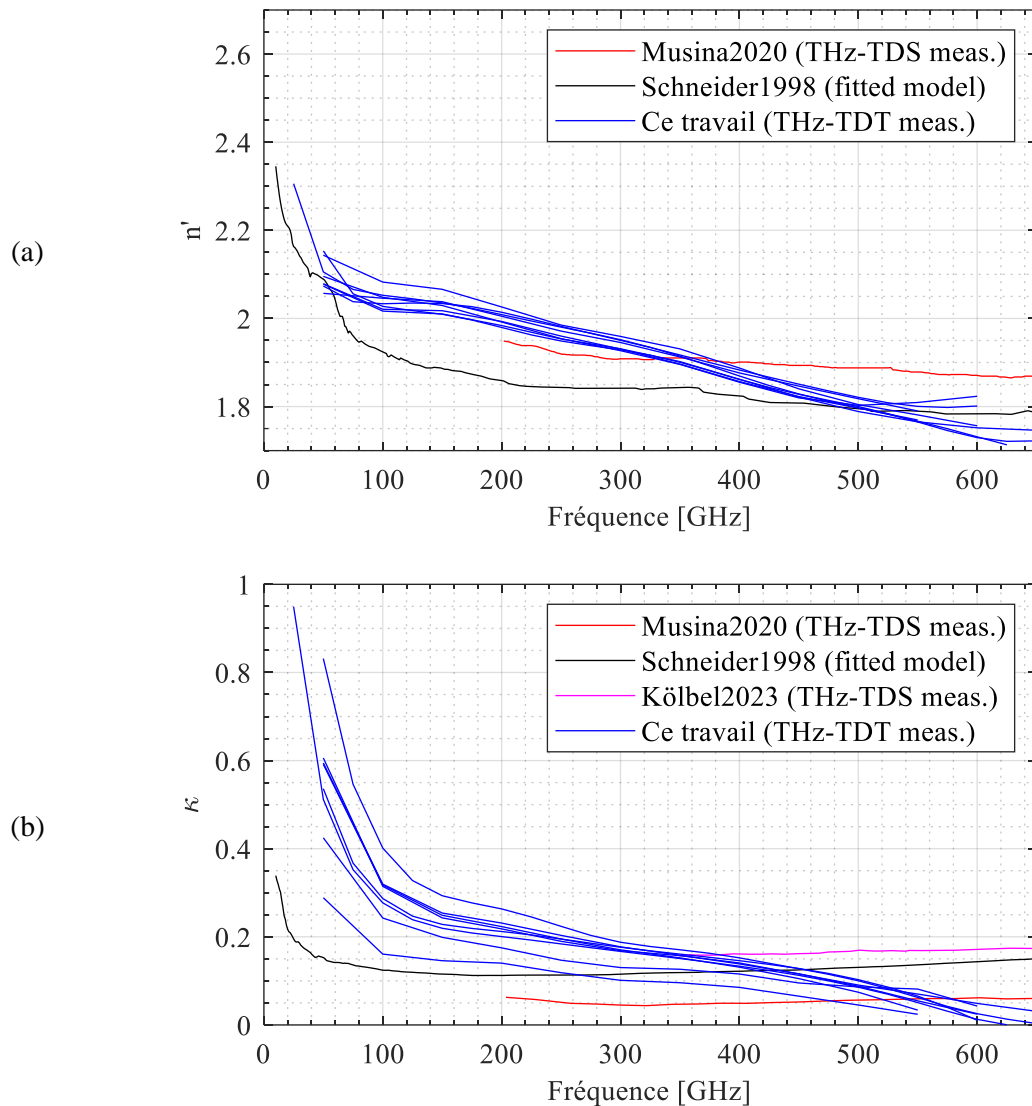 (a)
n'
2.6
2.4
2.2
2
1.8
Musina2020 (THz-TDS meas.)
Schneider1998 (fitted model)
Ce travail (THz-TDT meas.)
0 100 200 300 400 500 600
Fréquence [GHz]
(b)
κ
1
0.8
0.6
0.4
0.2
0
Musina2020 (THz-TDS meas.)
Schneider1998 (fitted model)
Kölbel2023 (THz-TDS meas.)
Ce travail (THz-TDT meas.)
0 100 200 300 400 500 600
Fréquence [GHz]